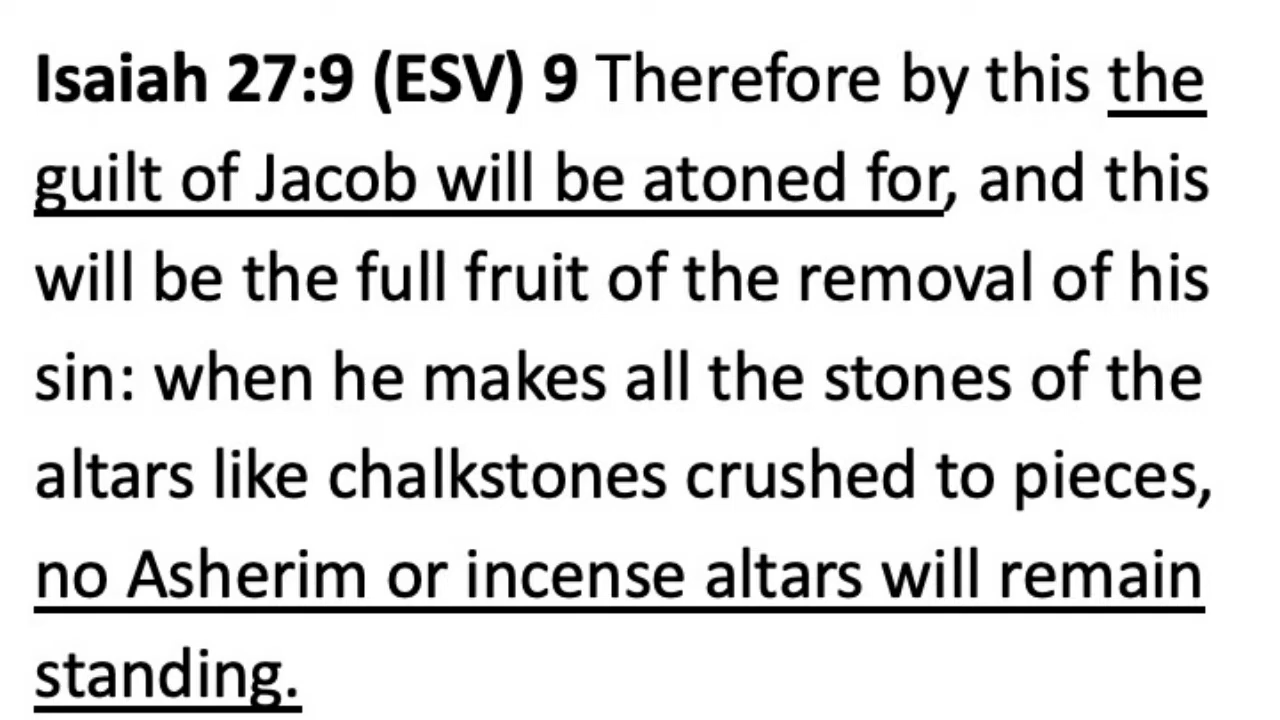 Isaiah 27:9 (ESV) 9 Therefore by this the
guilt of Jacob will be atoned for, and this
will be the full fruit of the removal of his
sin: when he makes all the stones of the
altars like chalkstones crushed to pieces,
no Asherim or incense altars will remain
standing.